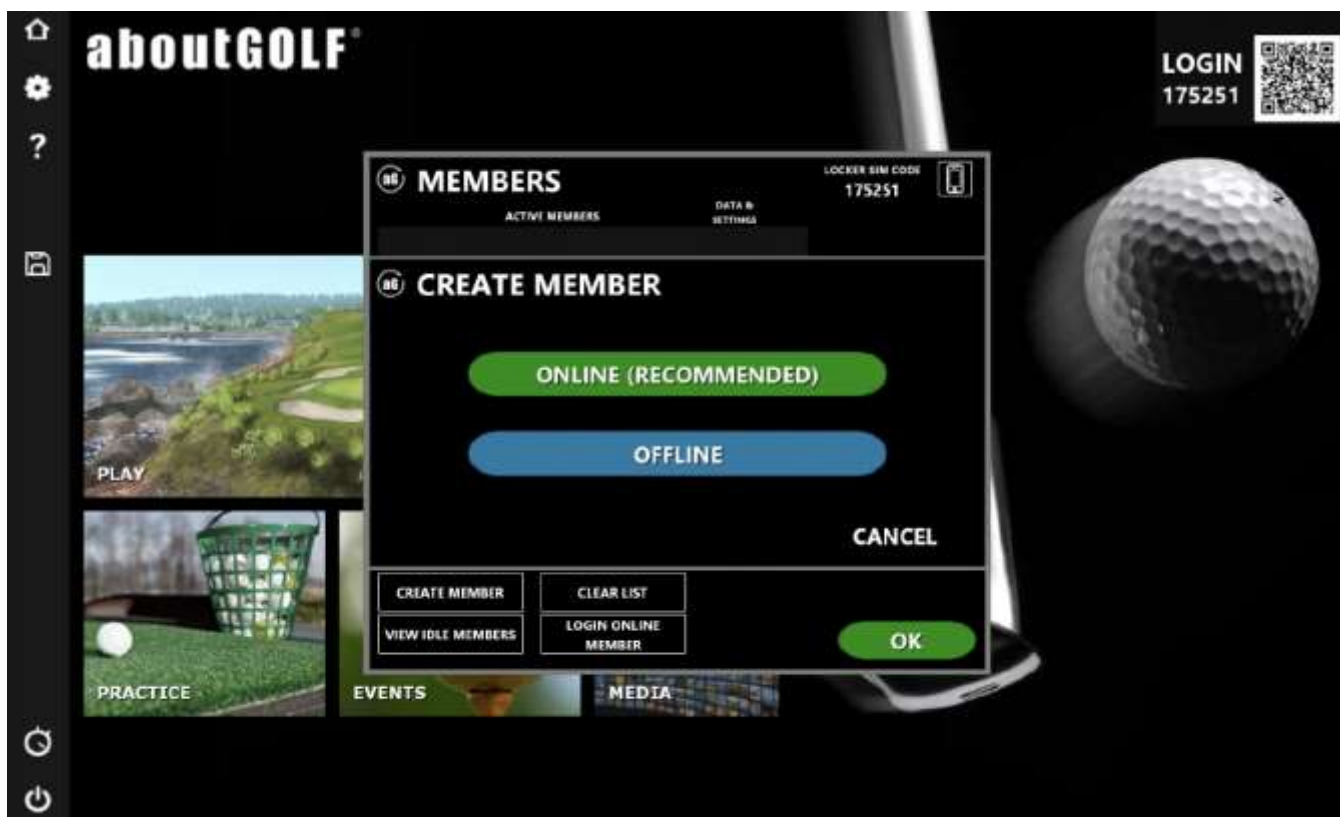 aboutGOLF®
LOGIN
175251
?
MEMBERS
LOCKER SIM CODE
175251
ACTIVE MEMBERS
DATA &
SETTINGS
CREATE MEMBER
ONLINE (RECOMMENDED)
OFFLINE
CANCEL
CREATE MEMBER
CLEAR LIST
VIEW IDLE MEMBERS
LOGIN ONLINE
MEMBER
OK
PLAY
PRACTICE
EVENTS
MEDIA